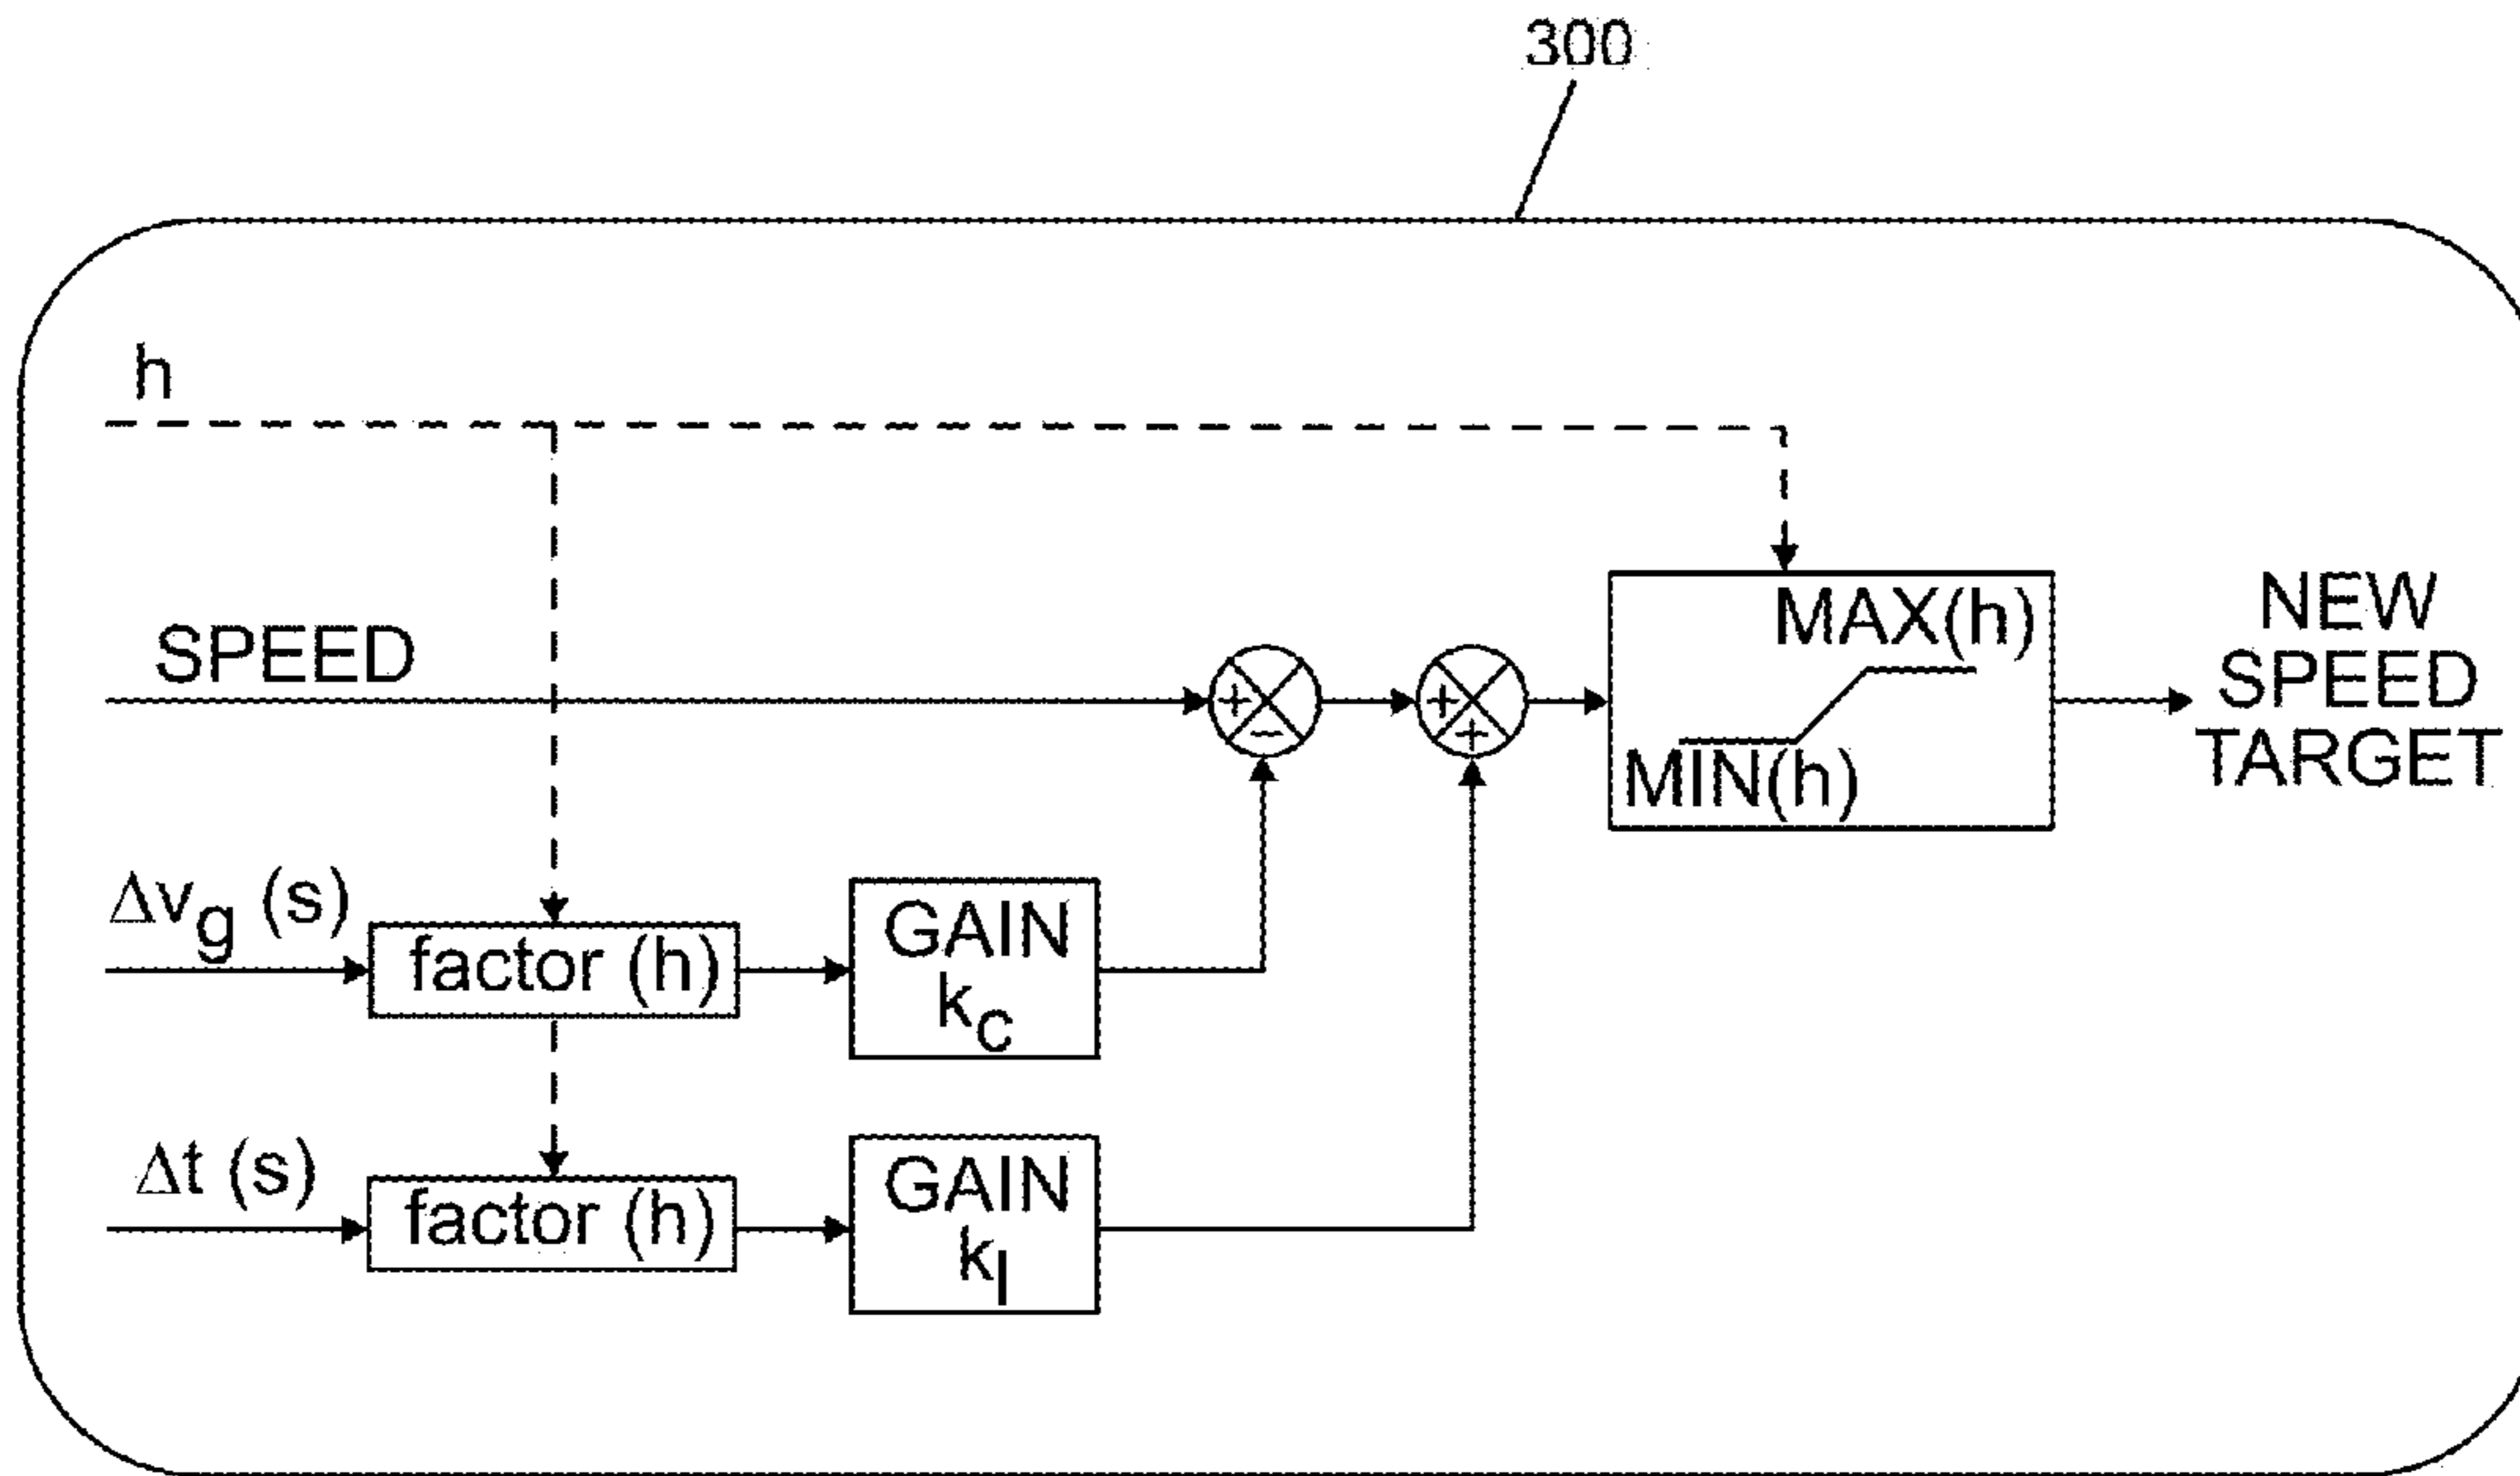 300
h
SPEED
MAX(h)
MIN(h)
NEW
SPEED
TARGET
Δvg (s)
factor (h)
GAIN
kC
Δt (s)
factor (h)
GAIN
kI